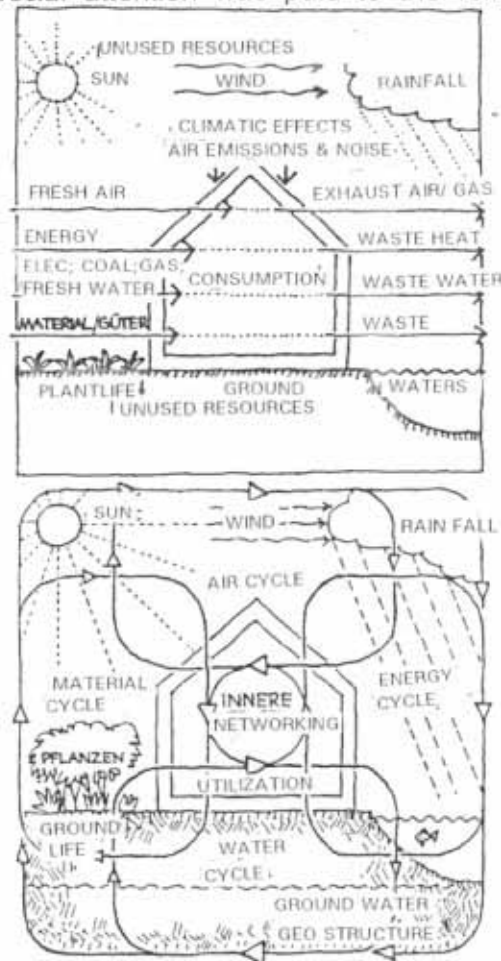 UNUSED RESOURCES
SUN
WIND
RAINFALL
CLIMATIC EFFECTS
AIR EMISSIONS & NOISE
FRESH AIR
EXHAUST AIR/ GAS
ENERGY
WASTE HEAT
ELEC; COAL; GAS;
CONSUMPTION
FRESH WATER
WASTE WATER
MATERIAL/GÜTER
WASTE
PLANTLIFE
GROUND
WATERS
UNUSED RESOURCES
SUN
WIND
RAIN FALL
AIR CYCLE
MATERIAL
CYCLE
ENERGY
CYCLE
INNERE
NETWORKING
PFLANZEN
UTILIZATION
GROUND
LIFE
WATER
CYCLE
GROUND WATER
GEO STRUCTURE